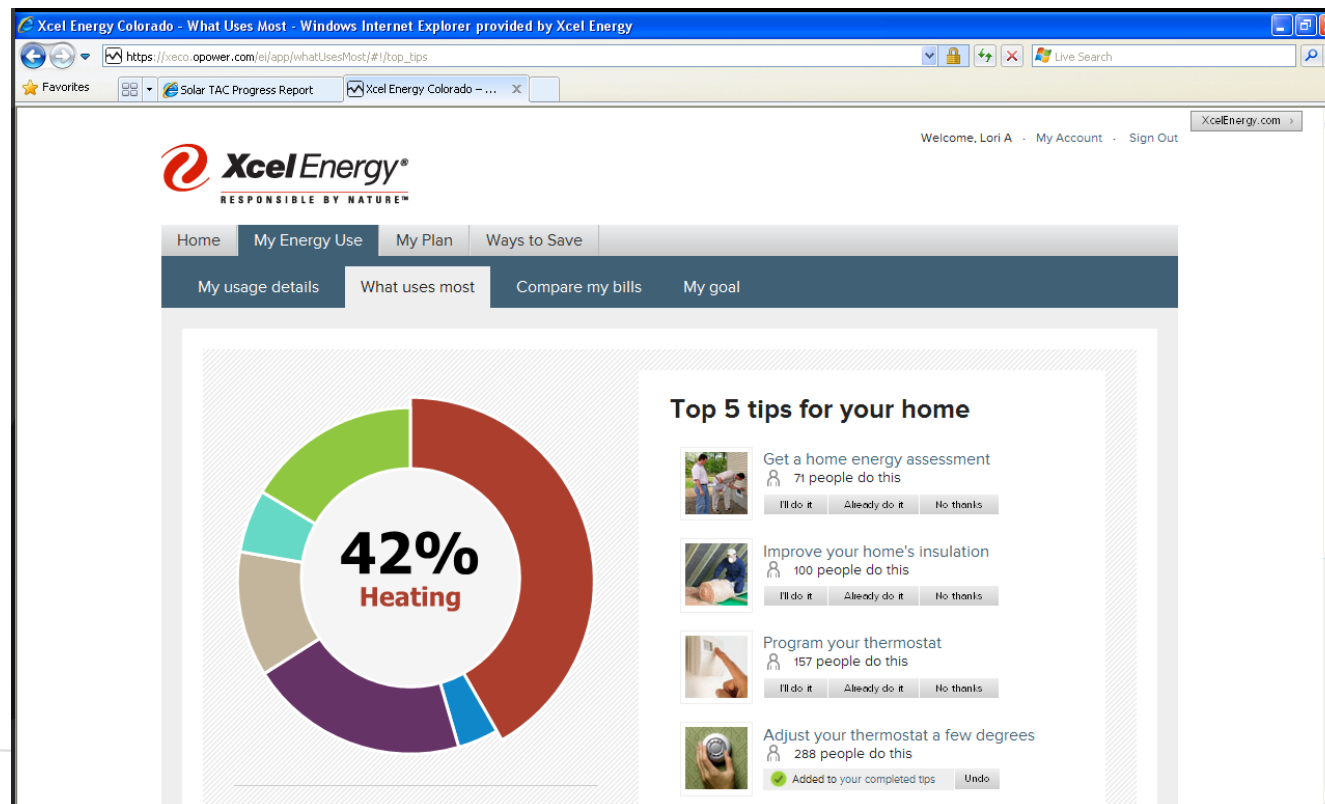 Xcel Energy Colorado - What Uses Most - Windows Internet Explorer provided by Xcel Energy
https://xeco.opower.com/ei/app/whatUsesMost/#!/top_tips
Live Search
Favorites
Solar TAC Progress Report
Xcel Energy Colorado – ...
XcelEnergy.com
Welcome, Lori A - My Account - Sign Out
Xcel Energy®
RESPONSIBLE BY NATURE™
Home My Energy Use My Plan Ways to Save
My usage details What uses most Compare my bills My goal
Top 5 tips for your home
42%
Heating
Get a home energy assessment
71 people do this
I'll do it Already do it No thanks
Improve your home's insulation
100 people do this
I'll do it Already do it No thanks
Program your thermostat
157 people do this
I'll do it Already do it No thanks
Adjust your thermostat a few degrees
288 people do this
Added to your completed tips Undo